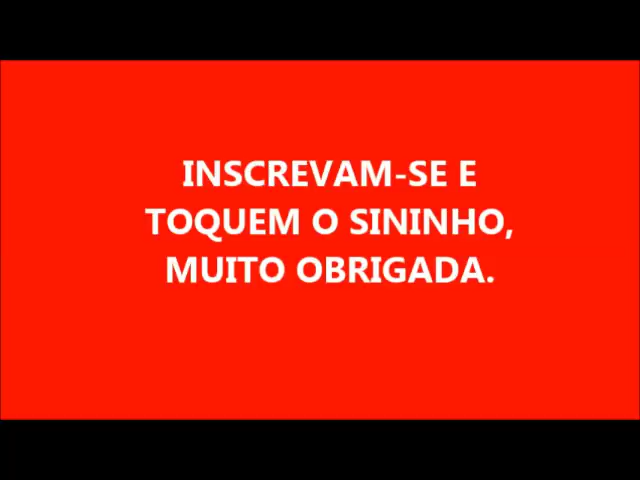 INSCREVAM-SE E
TOQUEM O SININHO,
MUITO OBRIGADA.